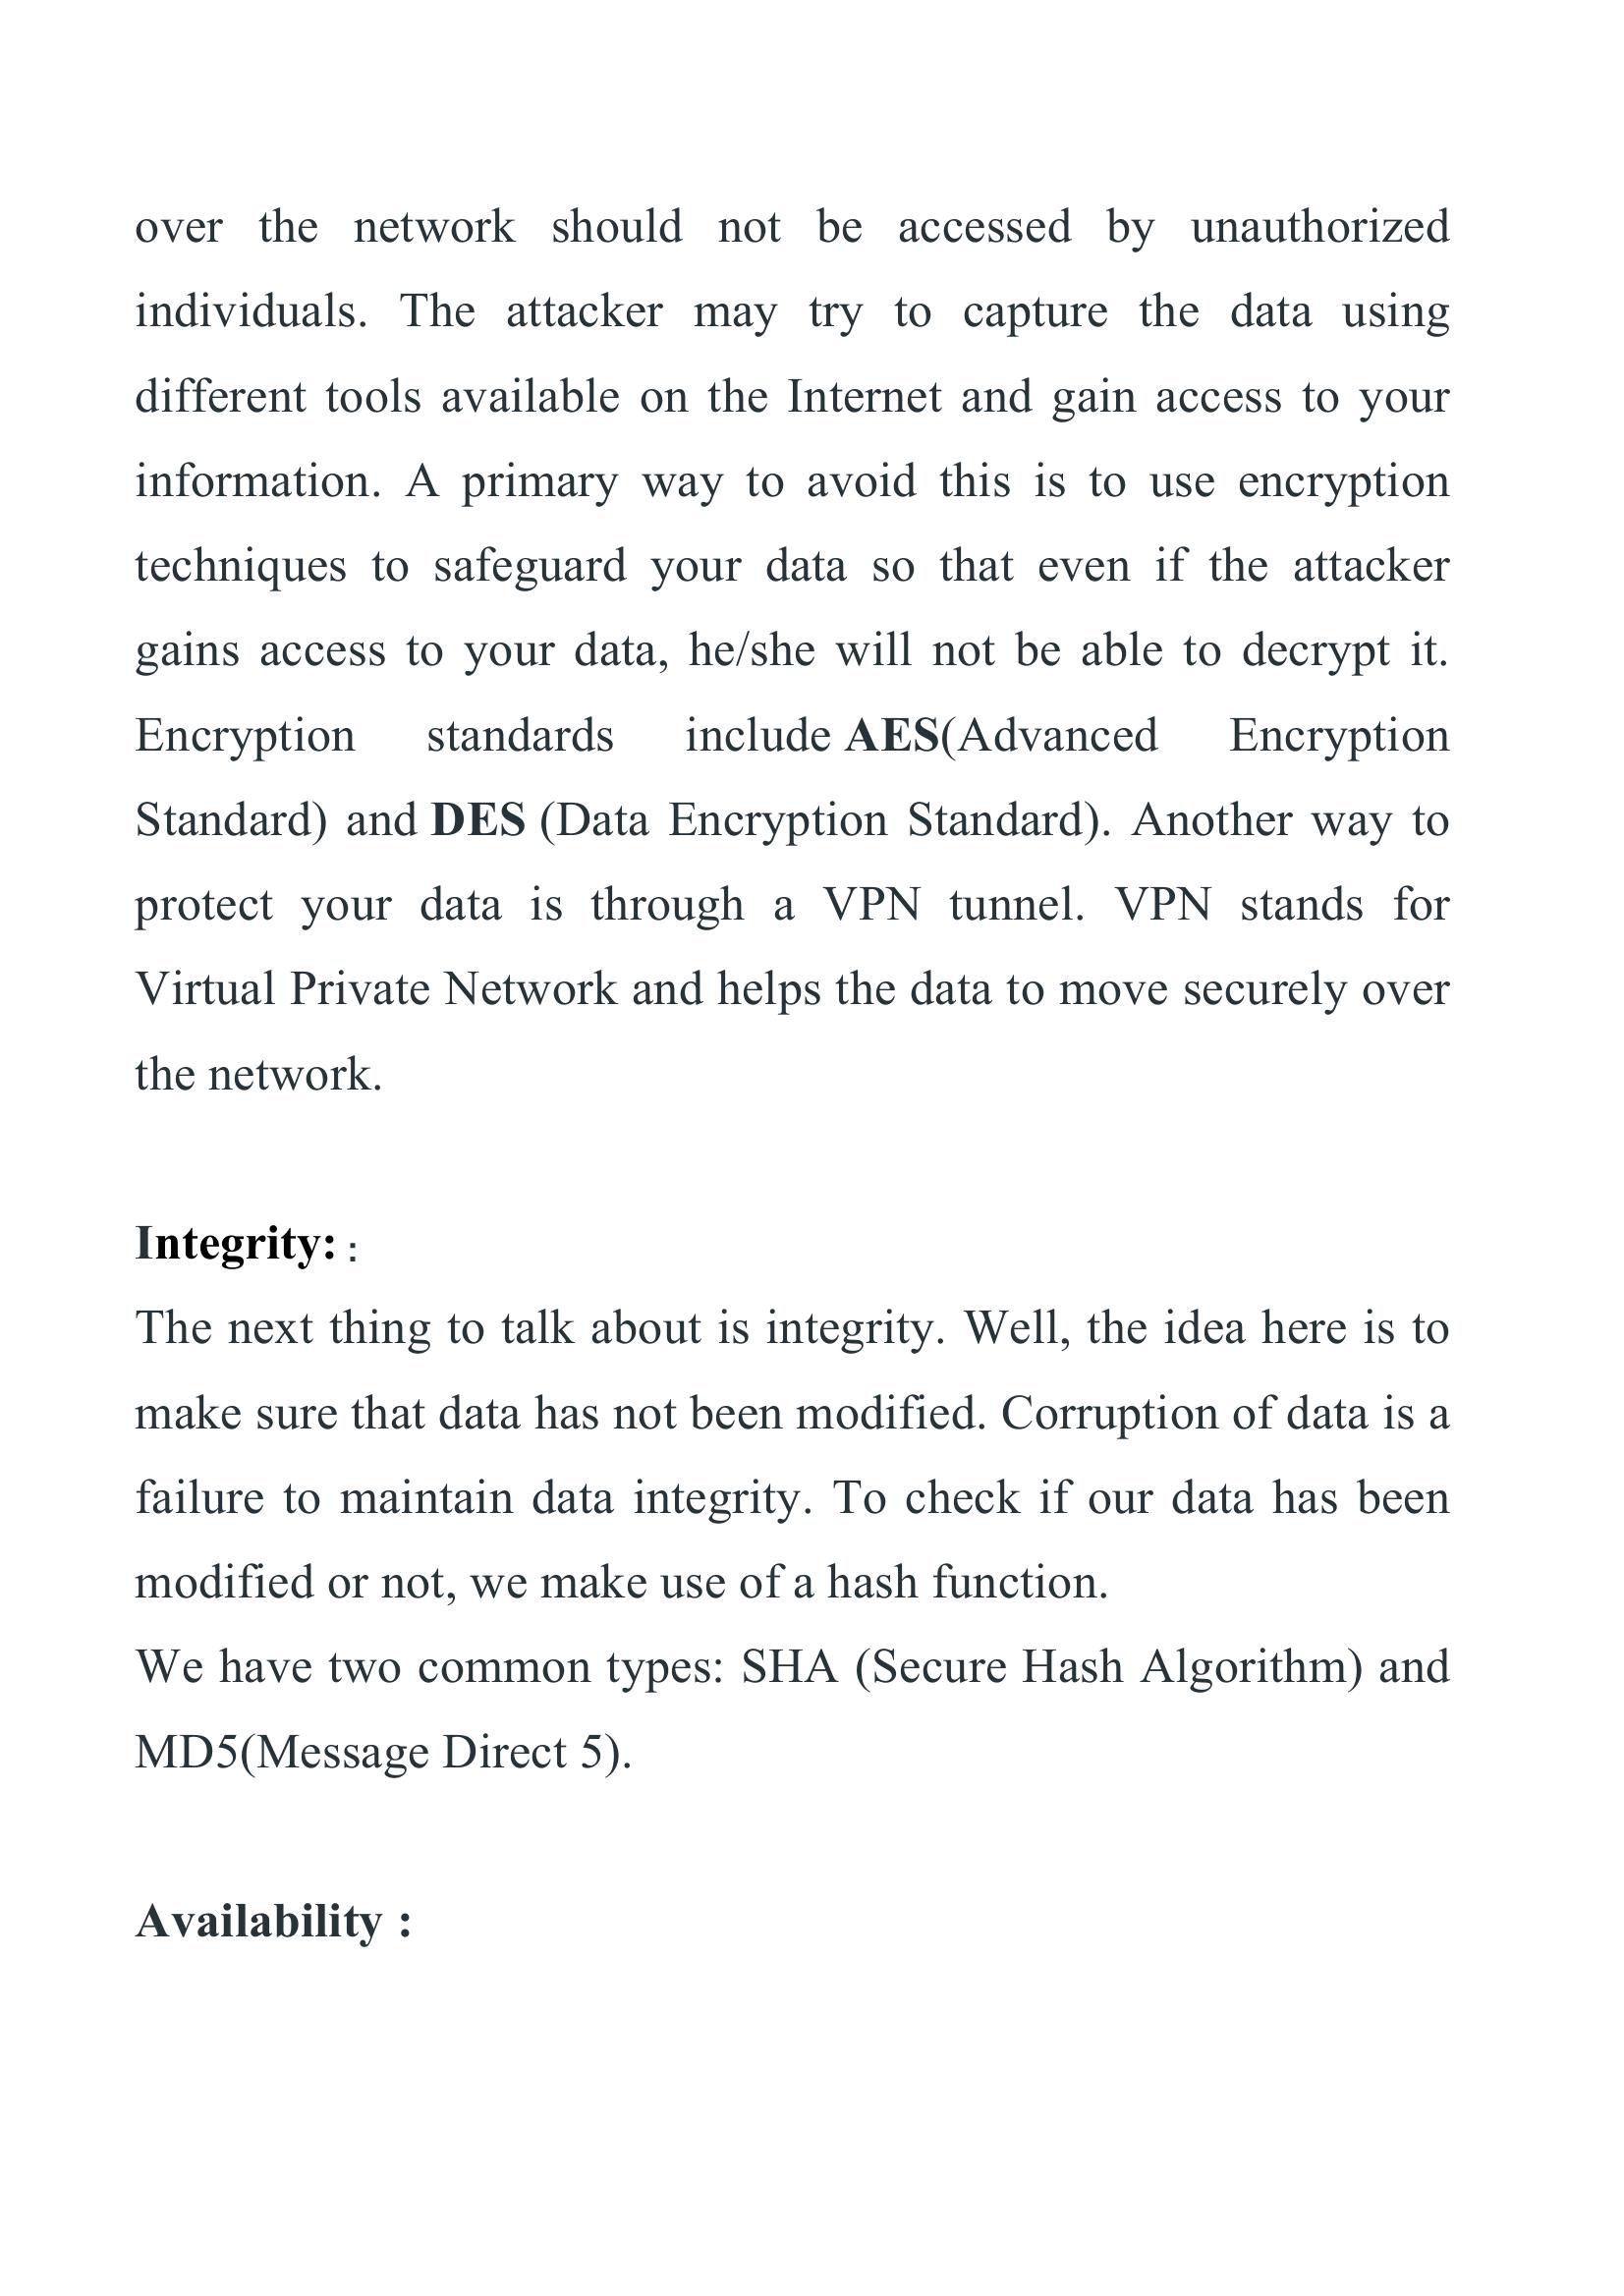 over the network should not be accessed by unauthorized
individuals. The attacker may try to capture the data using
different tools available on the Internet and gain access to your
information. A primary way to avoid this is to use encryption
techniques to safeguard your data so that even if the attacker
gains access to your data, he/she will not be able to decrypt it.
Encryption standards include AES(Advanced Encryption
Standard) and DES (Data Encryption Standard). Another way to
protect your data is through a VPN tunnel. VPN stands for
Virtual Private Network and helps the data to move securely over
the network.
Integrity: :
The next thing to talk about is integrity. Well, the idea here is to
make sure that data has not been modified. Corruption of data is a
failure to maintain data integrity. To check if our data has been
modified or not, we make use of a hash function.
We have two common types: SHA (Secure Hash Algorithm) and
MD5(Message Direct 5).
Availability :